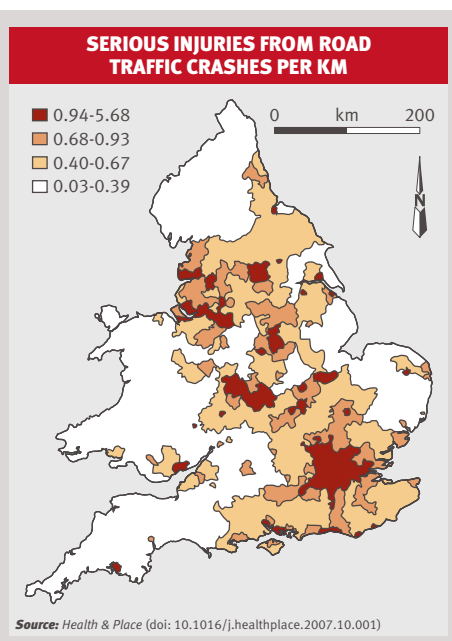 SERIOUS INJURIES FROM ROAD
TRAFFIC CRASHES PER KM
0.94-5.68
0.68-0.93
0.40-0.67
0.03-0.39
0 km 200
N
Source: Health & Place (doi: 10.1016/j.healthplace.2007.10.001)